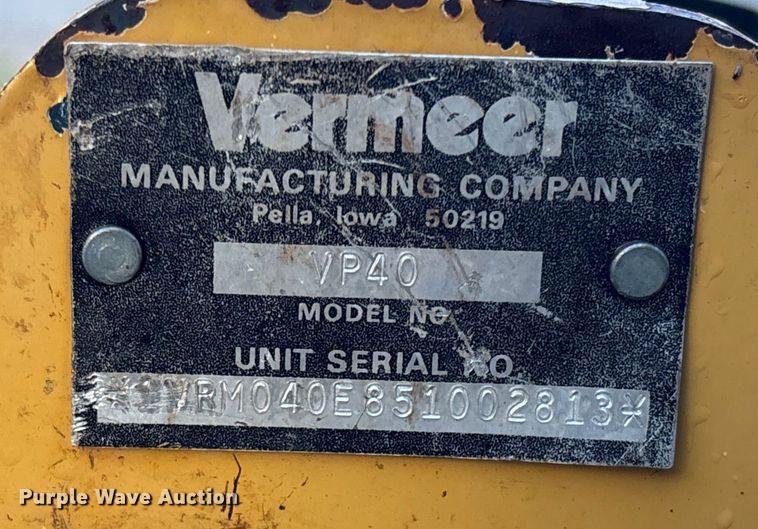 Vermeer
MANUFACTURING COMPANY
Pella, Iowa 50219
VP40
MODEL NO.
UNIT SERIAL NO.
*1VRM040E851002813*
Purple Wave Auction